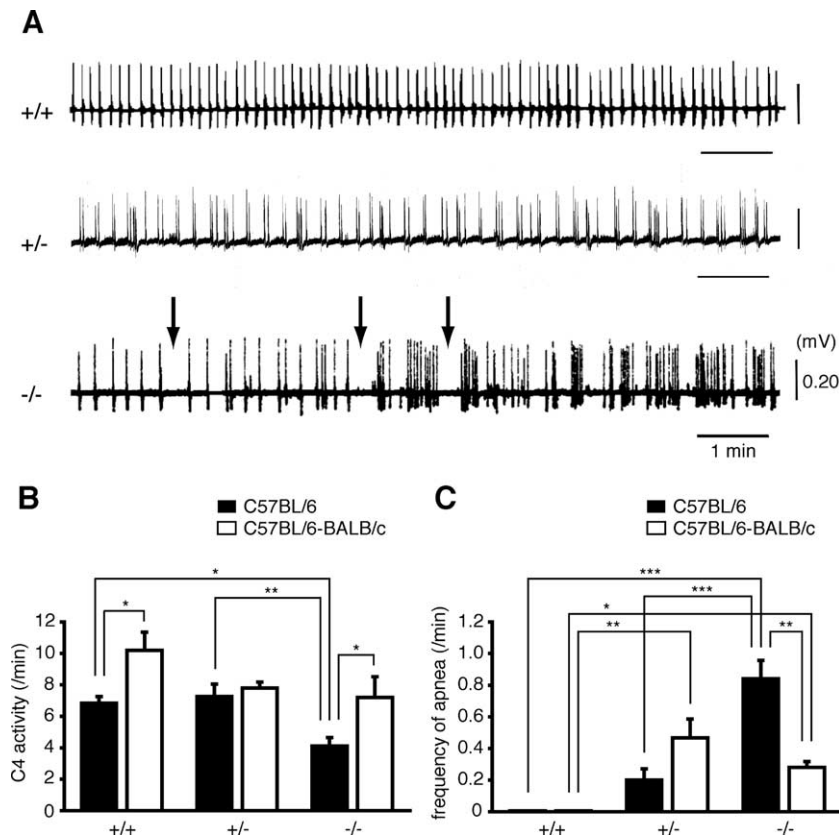 A
+/+
+/-
-/-
(mV)
0.20
1 min
B
C57BL/6
C57BL/6-BALB/c
*
**
*
*
12
10
8
6
4
2
0
C4 activity (/min)
+/+ +/- -/-
C
C57BL/6
C57BL/6-BALB/c
***
*
***
**
**
1.2
1.0
0.8
0.6
0.4
0.2
0
frequency of apnea (/min)
+/+ +/- -/-